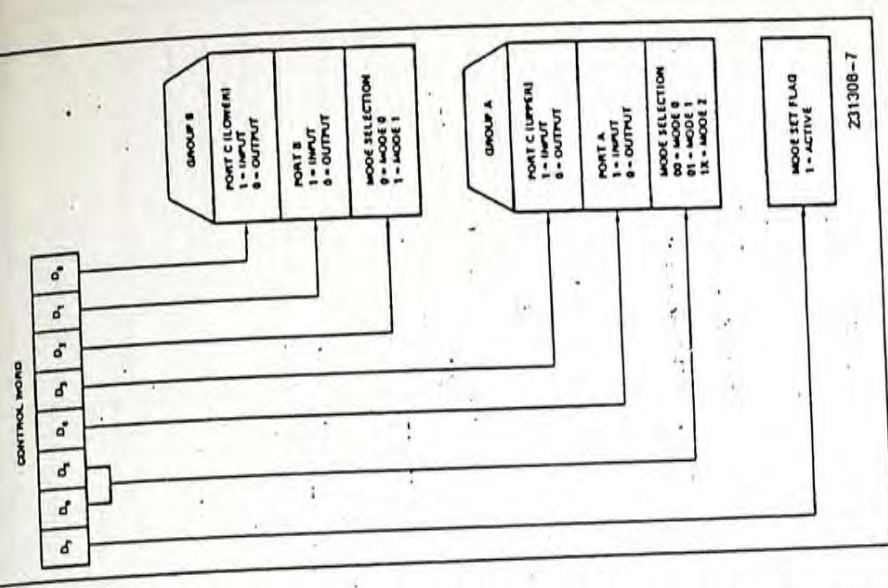 CONTROL WORD
D₇ D₆ D₅ D₄ D₃ D₂ D₁ D₀
GROUP B
PORT C (LOWER)
1 = INPUT
0 = OUTPUT
PORT B
1 = INPUT
0 = OUTPUT
MODE SELECTION
0 = MODE 0
1 = MODE 1
GROUP A
PORT C (UPPER)
1 = INPUT
0 = OUTPUT
PORT A
1 = INPUT
0 = OUTPUT
MODE SELECTION
00 = MODE 0
01 = MODE 1
1X = MODE 2
MODE SET FLAG
1 = ACTIVE
231308-7